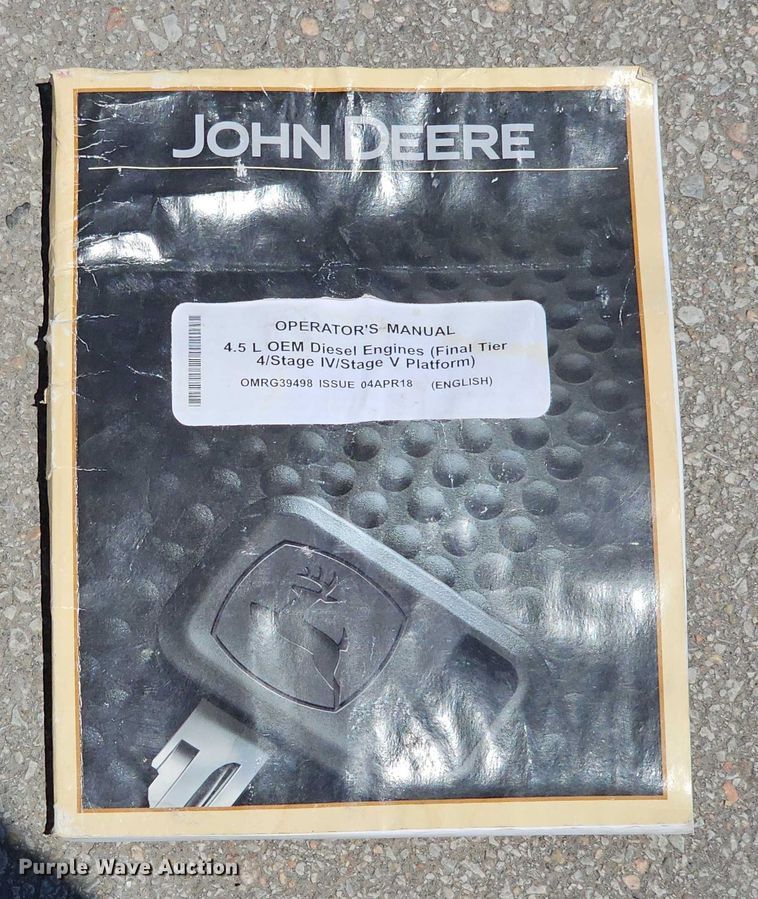 JOHN DEERE
OPERATOR'S MANUAL
4.5 L OEM Diesel Engines (Final Tier
4/Stage IV/Stage V Platform)
OMRG39498 ISSUE 04APR18 (ENGLISH)
Purple Wave Auction